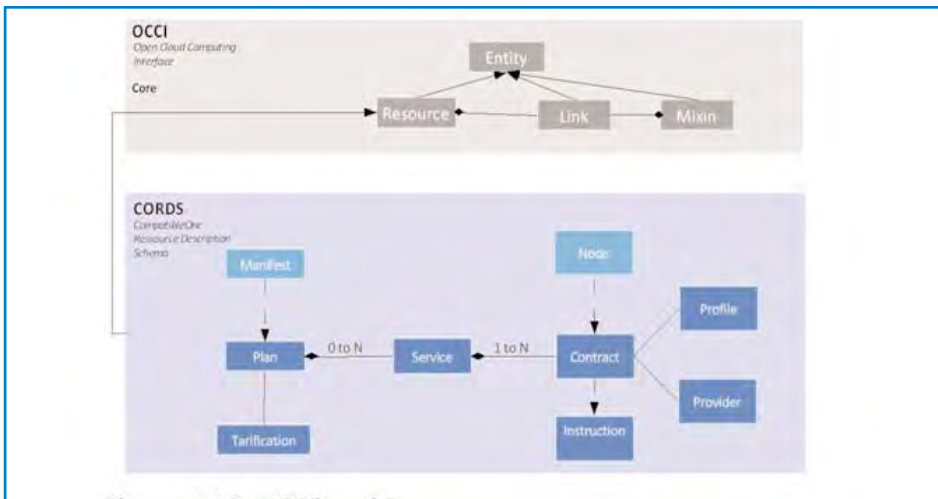 OCCI
Open Cloud Computing
Interface
Core
Entity
Resource
Link
Mixin
CORDS
CompatibleOne
Ressource Description
Schema
Manifest
Node
Profile
Plan
0 to N
Service
1 to N
Contract
Provider
Tarification
Instruction